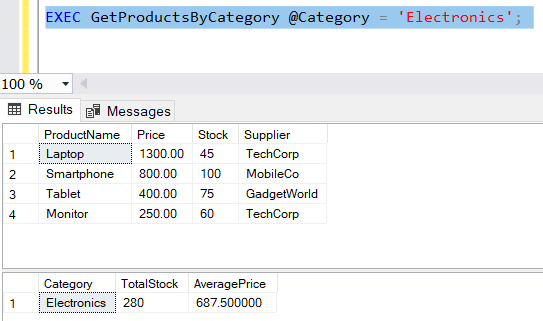 EXEC GetProductsByCategory @Category = 'Electronics';
100 %
Results Messages
ProductName Price Stock Supplier
1 Laptop 1300.00 45 TechCorp
2 Smartphone 800.00 100 MobileCo
3 Tablet 400.00 75 GadgetWorld
4 Monitor 250.00 60 TechCorp
Category TotalStock AveragePrice
1 Electronics 280 687.500000